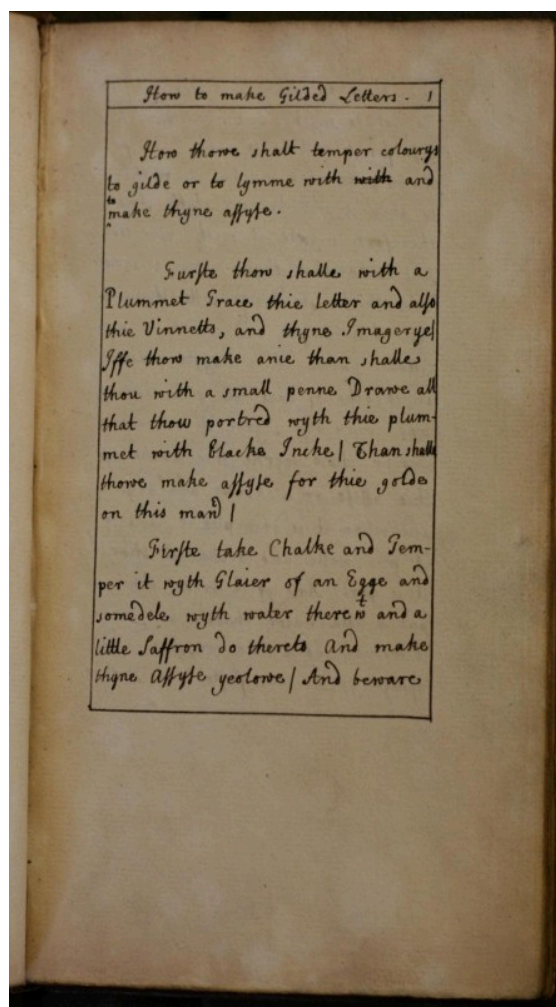 How to make Gilded Letters. 1
How thowe shalt temper colourys
to gilde or to lymme with with and
to make thyne assyse.
Furste thow shalle with a
Plummet Trace thie letter and also
thie Vinnetts, and thyne Imagerye/
Iffe thow make anie than shalle
thou with a small penne Drawe all
that thow portred wyth thie plum-
met with blacke Incke / Than shalle
thowe make assyse for thie golde
on this man /
Firste take Chalke and Tem-
per it wyth Glaier of an Egge and
somedele wyth water therewt and a
little Saffron do thereto And make
thyne Assyse yeolowe / And beware